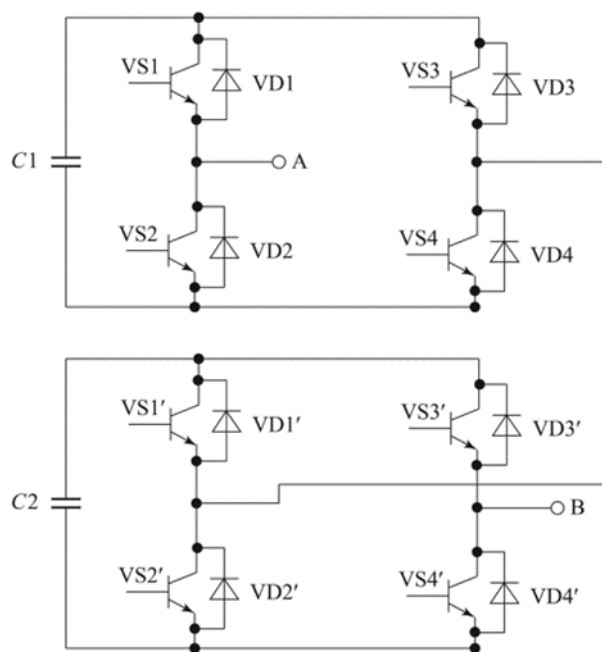 VS1
VD1
VS3
VD3
C1
A
VS2
VD2
VS4
VD4
VS1′
VD1′
VS3′
VD3′
C2
B
VS2′
VD2′
VS4′
VD4′